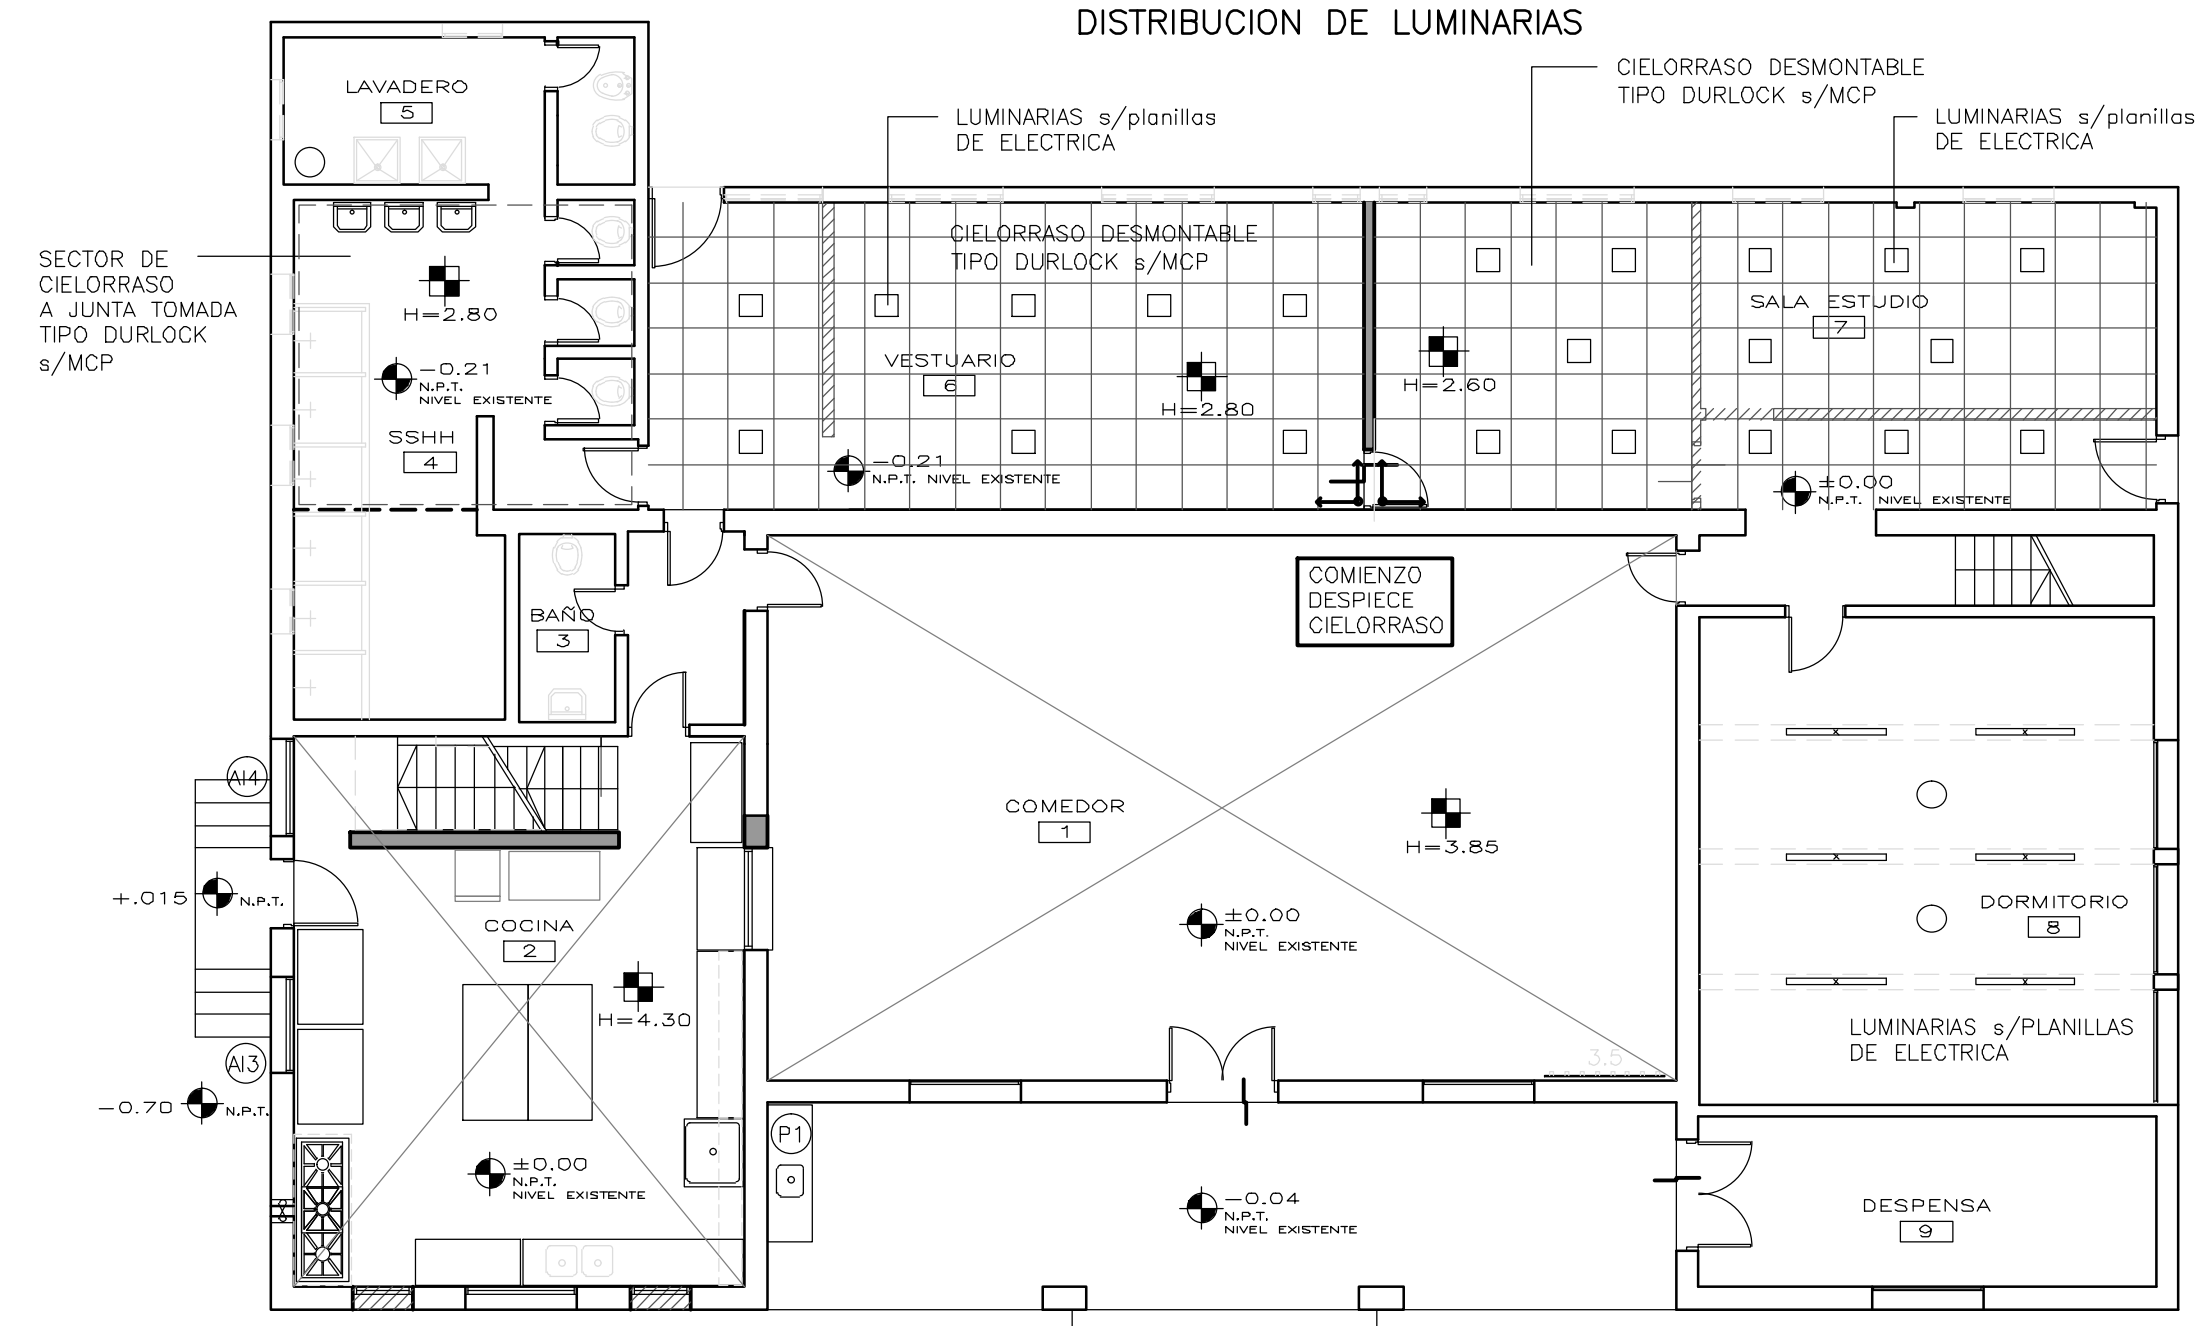 DISTRIBUCION DE LUMINARIAS
CIELORRASO DESMONTABLE
TIPO DURLOCK s/MCP
LUMINARIAS s/planillas
DE ELECTRICA
LUMINARIAS s/planillas
DE ELECTRICA
LAVADERO
5
SECTOR DE
CIELORRASO
A JUNTA TOMADA
TIPO DURLOCK
s/MCP
H=2.80
-0.21
N.P.T.
NIVEL EXISTENTE
SSHH
4
CIELORRASO DESMONTABLE
TIPO DURLOCK s/MCP
VESTUARIO
6
H=2.80
-0.21
N.P.T. NIVEL EXISTENTE
H=2.60
SALA ESTUDIO
7
±0.00
N.P.T. NIVEL EXISTENTE
BAÑO
3
COMIENZO
DESPIECE
CIELORRASO
A14
+.015
N.P.T.
A13
-0.70
N.P.T.
COCINA
2
H=4.30
±0.00
N.P.T.
NIVEL EXISTENTE
COMEDOR
1
H=3.85
±0.00
N.P.T.
NIVEL EXISTENTE
3.5
DORMITORIO
8
LUMINARIAS s/PLANILLAS
DE ELECTRICA
P1
-0.04
N.P.T.
NIVEL EXISTENTE
DESPENSA
9